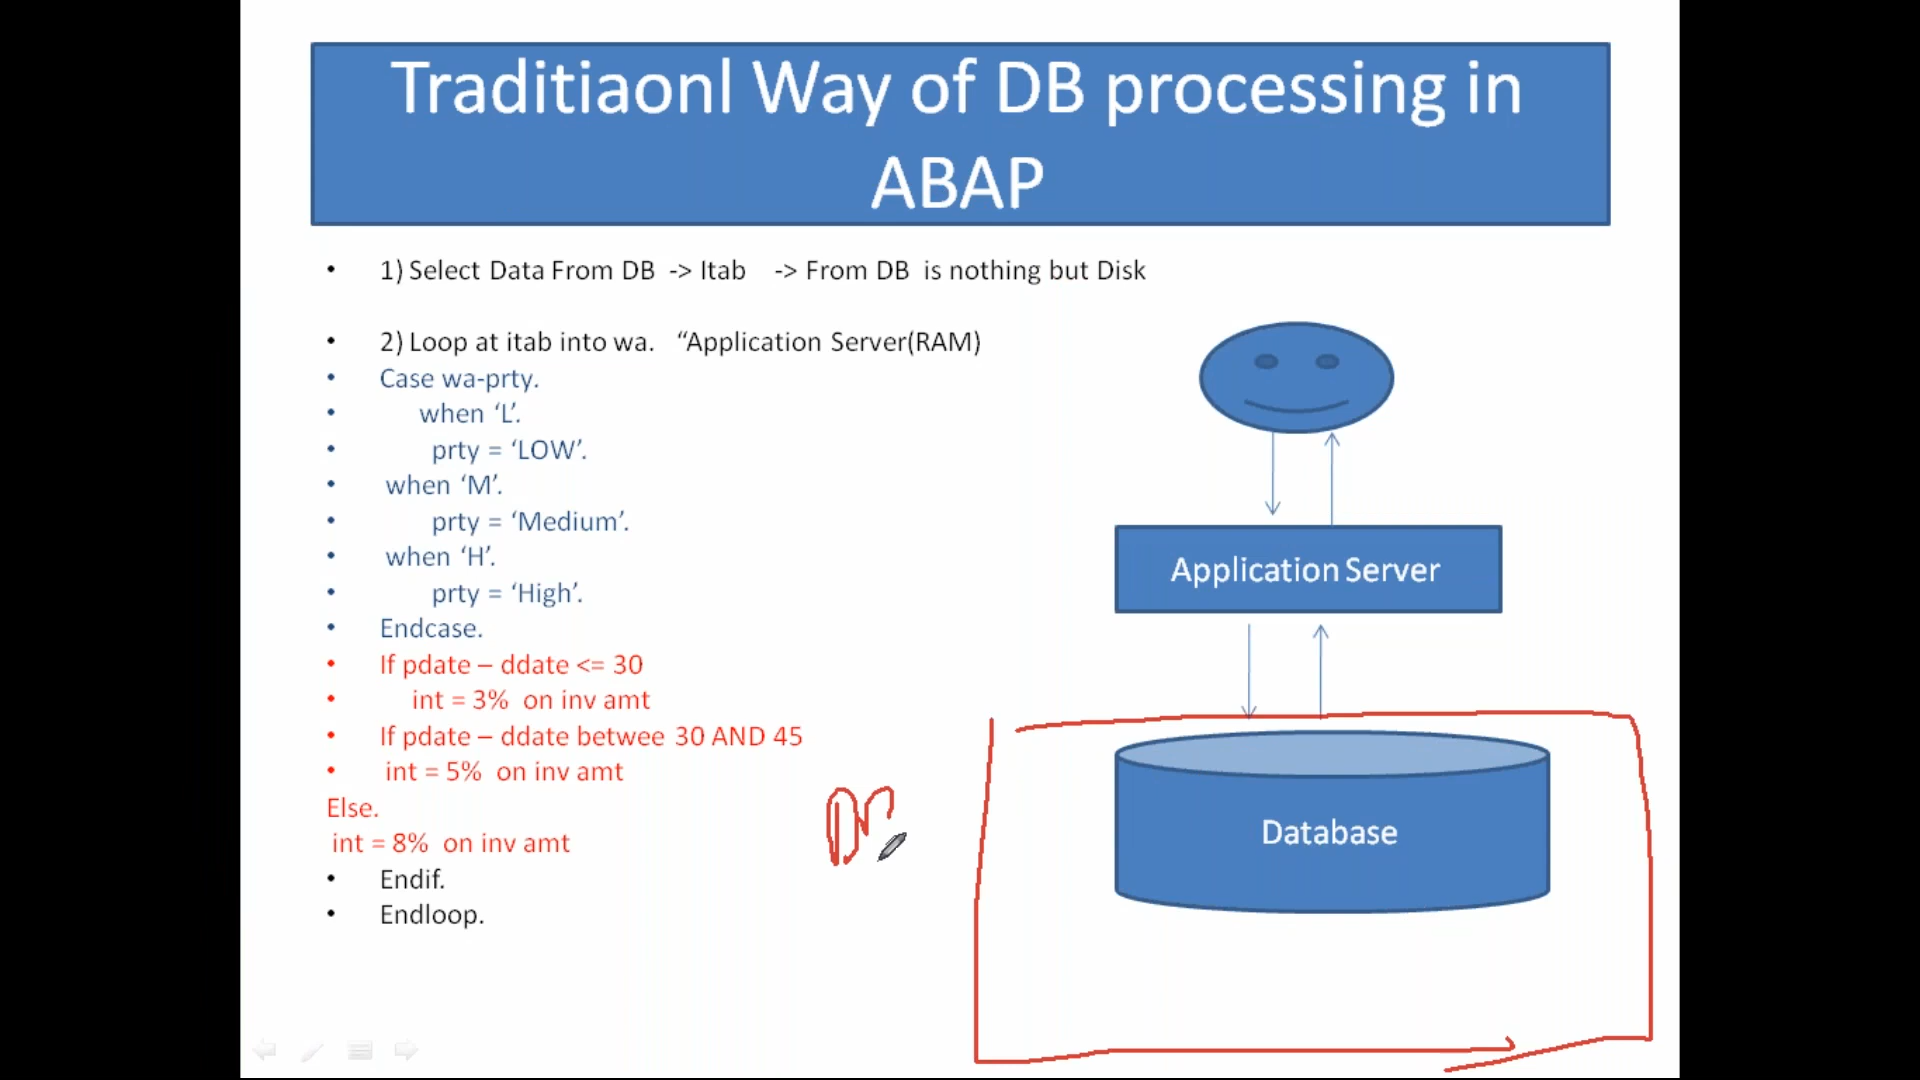 Traditiaonl Way of DB processing in
ABAP
• 1) Select Data From DB -> Itab -> From DB is nothing but Disk
• 2) Loop at itab into wa. “Application Server(RAM)
• Case wa-prty.
• when ‘L’.
• prty = ‘LOW’.
• when ‘M’.
• prty = ‘Medium’.
• when ‘H’.
• prty = ‘High’.
• Endcase.
• If pdate – ddate <= 30
• int = 3% on inv amt
• If pdate – ddate betwee 30 AND 45
• int = 5% on inv amt
Else.
int = 8% on inv amt
• Endif.
• Endloop.
Application Server
Database